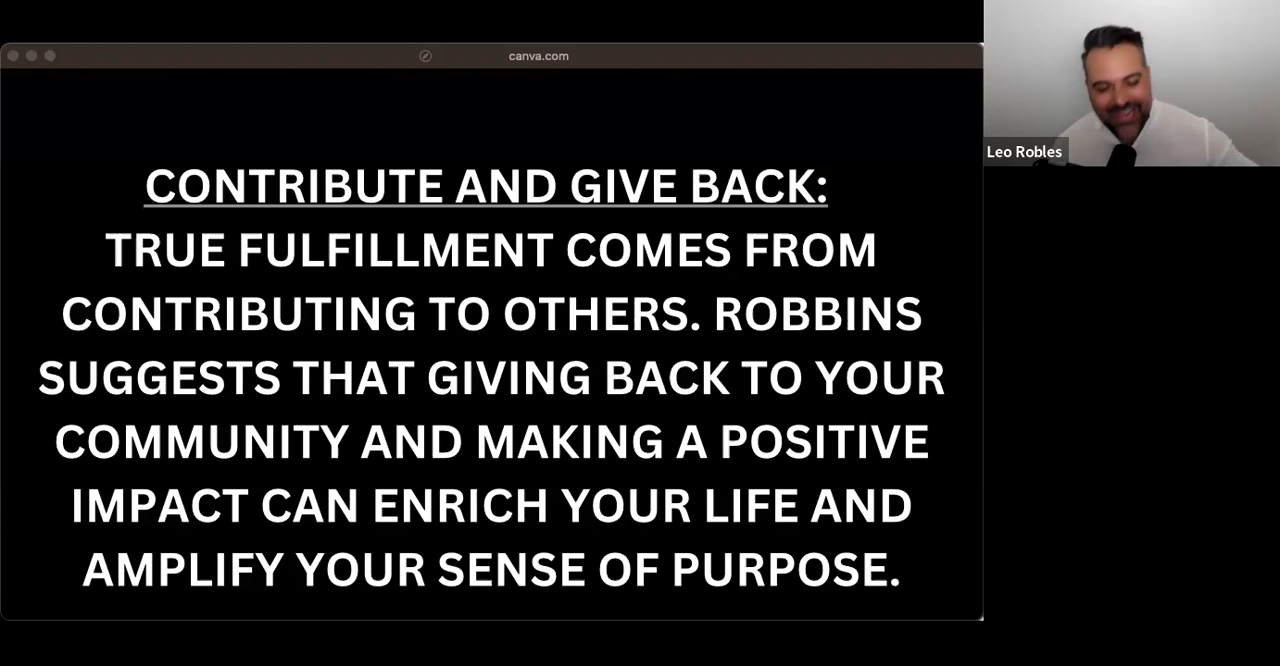 canva.com
CONTRIBUTE AND GIVE BACK:
TRUE FULFILLMENT COMES FROM
CONTRIBUTING TO OTHERS. ROBBINS
SUGGESTS THAT GIVING BACK TO YOUR
COMMUNITY AND MAKING A POSITIVE
IMPACT CAN ENRICH YOUR LIFE AND
AMPLIFY YOUR SENSE OF PURPOSE.
Leo Robles